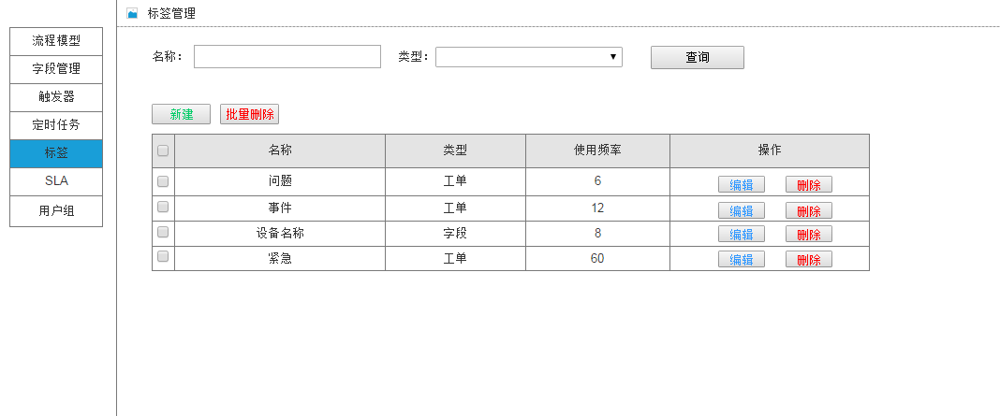 标签管理
流程模型
字段管理
触发器
定时任务
标签
SLA
用户组
名称： 类型： 查询
新建 批量删除
名称 类型 使用频率 操作
问题 工单 6 编辑 删除
事件 工单 12 编辑 删除
设备名称 字段 8 编辑 删除
紧急 工单 60 编辑 删除